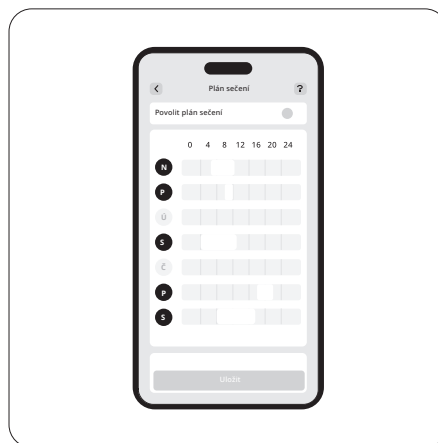 Plán sečení ?
Povolit plán sečení
0 4 8 12 16 20 24
N
P
Ú
S
Č
P
S
Uložit